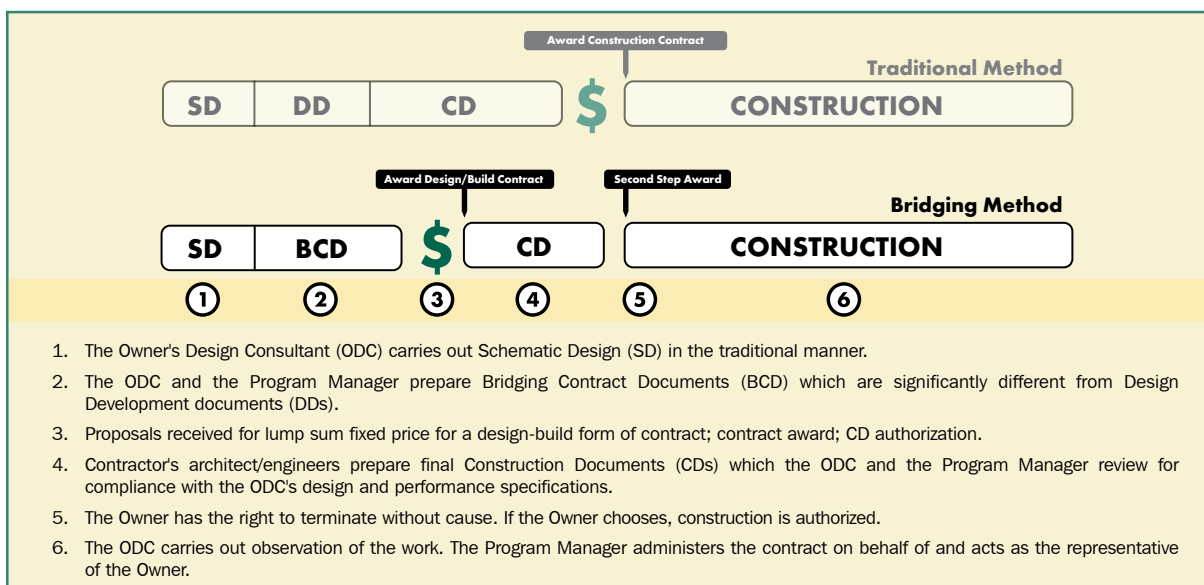 Award Construction Contract
Traditional Method
SD DD CD $ CONSTRUCTION
Award Design/Build Contract Second Step Award
Bridging Method
SD BCD $ CD CONSTRUCTION
1 2 3 4 5 6
1. The Owner's Design Consultant (ODC) carries out Schematic Design (SD) in the traditional manner.
2. The ODC and the Program Manager prepare Bridging Contract Documents (BCD) which are significantly different from Design
Development documents (DDs).
3. Proposals received for lump sum fixed price for a design-build form of contract; contract award; CD authorization.
4. Contractor's architect/engineers prepare final Construction Documents (CDs) which the ODC and the Program Manager review for
compliance with the ODC's design and performance specifications.
5. The Owner has the right to terminate without cause. If the Owner chooses, construction is authorized.
6. The ODC carries out observation of the work. The Program Manager administers the contract on behalf of and acts as the representative
of the Owner.